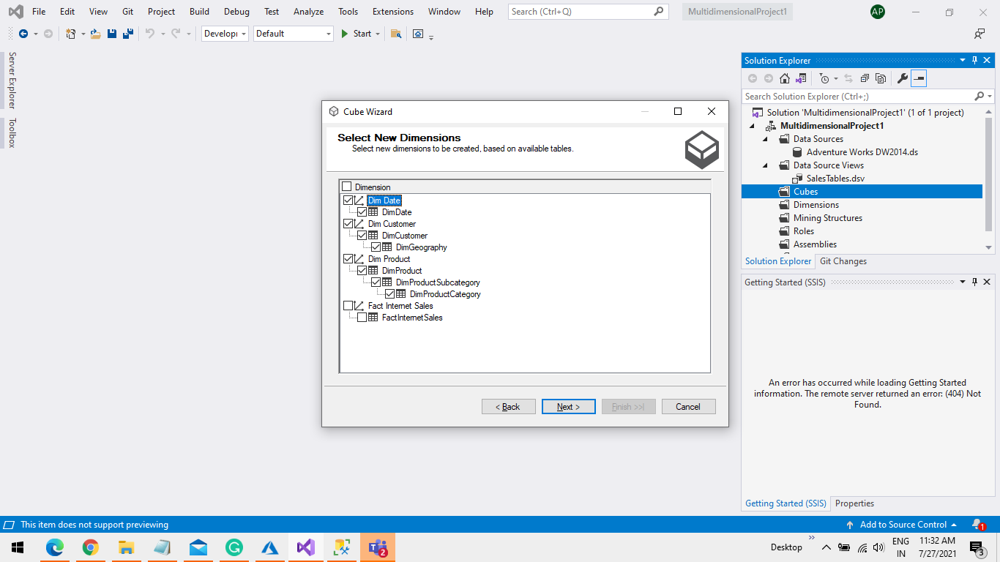 File Edit View Git Project Build Debug Test Analyze Tools Extensions Window Help Search (Ctrl+Q) MultidimensionalProject1 AP
Developi Default Start
Server Explorer
Toolbox
Cube Wizard
Select New Dimensions
Select new dimensions to be created, based on available tables.
Dimension
Dim Date
DimDate
Dim Customer
DimCustomer
DimGeography
Dim Product
DimProduct
DimProductSubcategory
DimProductCategory
Fact Internet Sales
FactInternetSales
< Back Next > Finish >>| Cancel
Solution Explorer
Search Solution Explorer (Ctrl+;)
Solution 'MultidimensionalProject1' (1 of 1 project)
MultidimensionalProject1
Data Sources
Adventure Works DW2014.ds
Data Source Views
SalesTables.dsv
Cubes
Dimensions
Mining Structures
Roles
Assemblies
Solution Explorer Git Changes
Getting Started (SSIS)
An error has occurred while loading Getting Started
information. The remote server returned an error: (404) Not
Found.
Getting Started (SSIS) Properties
This item does not support previewing Add to Source Control 1
2 Desktop ENG 11:32 AM
IN 7/27/2021 3